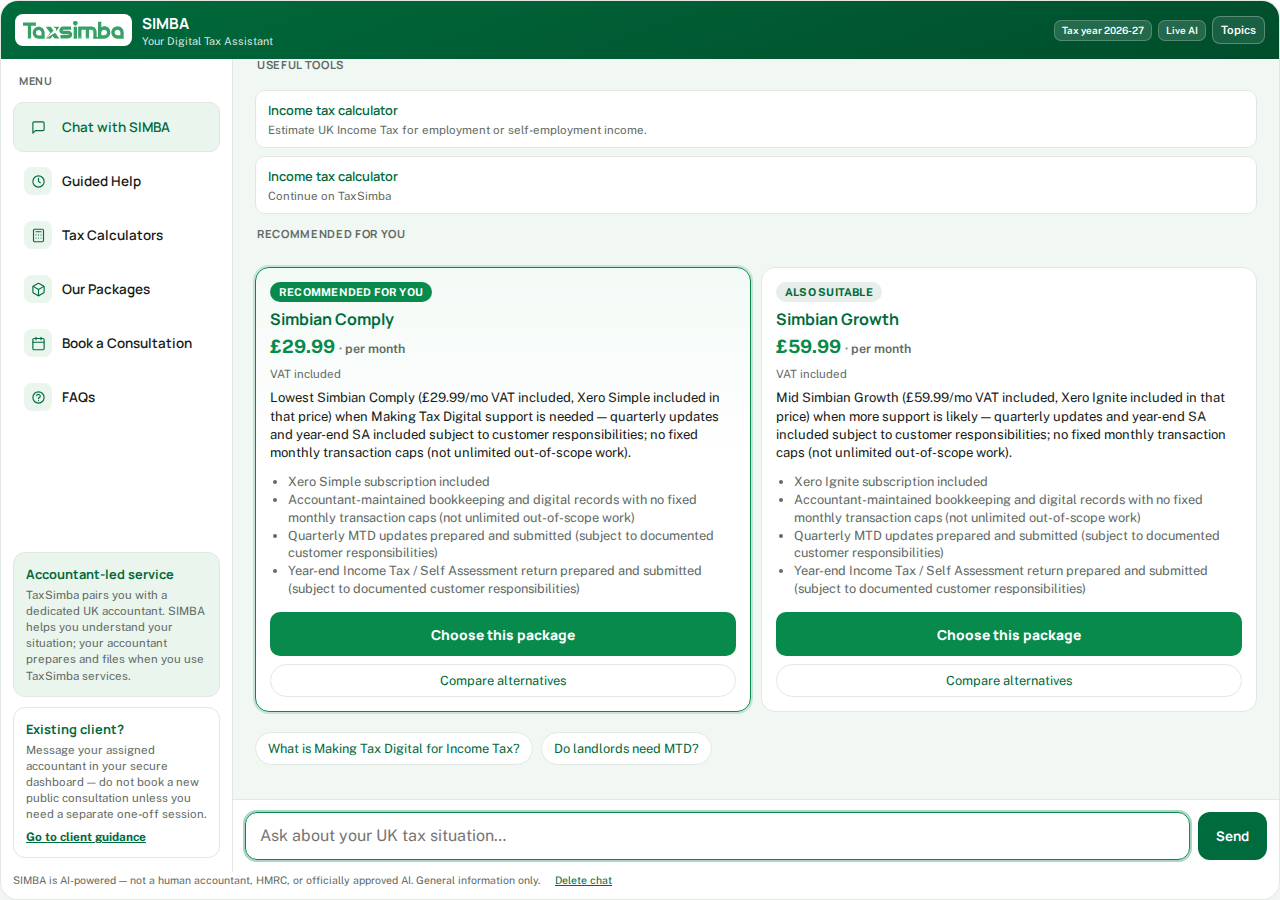 Taxsimba
SIMBA
Your Digital Tax Assistant
Tax year 2026-27
Live AI
Topics
MENU
Chat with SIMBA
Guided Help
Tax Calculators
Our Packages
Book a Consultation
FAQs
Accountant-led service
TaxSimba pairs you with a
dedicated UK accountant. SIMBA
helps you understand your
situation; your accountant
prepares and files when you use
TaxSimba services.
Existing client?
Message your assigned
accountant in your secure
dashboard — do not book a new
public consultation unless you
need a separate one-off session.
Go to client guidance
USEFUL TOOLS
Income tax calculator
Estimate UK Income Tax for employment or self-employment income.
Income tax calculator
Continue on TaxSimba
RECOMMENDED FOR YOU
RECOMMENDED FOR YOU
Simbian Comply
£29.99 · per month
VAT included
Lowest Simbian Comply (£29.99/mo VAT included, Xero Simple included in
that price) when Making Tax Digital support is needed — quarterly updates
and year-end SA included subject to customer responsibilities; no fixed
monthly transaction caps (not unlimited out-of-scope work).
• Xero Simple subscription included
• Accountant-maintained bookkeeping and digital records with no fixed
monthly transaction caps (not unlimited out-of-scope work)
• Quarterly MTD updates prepared and submitted (subject to documented
customer responsibilities)
• Year-end Income Tax / Self Assessment return prepared and submitted
(subject to documented customer responsibilities)
Choose this package
Compare alternatives
ALSO SUITABLE
Simbian Growth
£59.99 · per month
VAT included
Mid Simbian Growth (£59.99/mo VAT included, Xero Ignite included in that
price) when more support is likely — quarterly updates and year-end SA
included subject to customer responsibilities; no fixed monthly transaction
caps (not unlimited out-of-scope work).
• Xero Ignite subscription included
• Accountant-maintained bookkeeping and digital records with no fixed
monthly transaction caps (not unlimited out-of-scope work)
• Quarterly MTD updates prepared and submitted (subject to documented
customer responsibilities)
• Year-end Income Tax / Self Assessment return prepared and submitted
(subject to documented customer responsibilities)
Choose this package
Compare alternatives
What is Making Tax Digital for Income Tax?
Do landlords need MTD?
Ask about your UK tax situation...
Send
SIMBA is AI-powered — not a human accountant, HMRC, or officially approved AI. General information only.
Delete chat